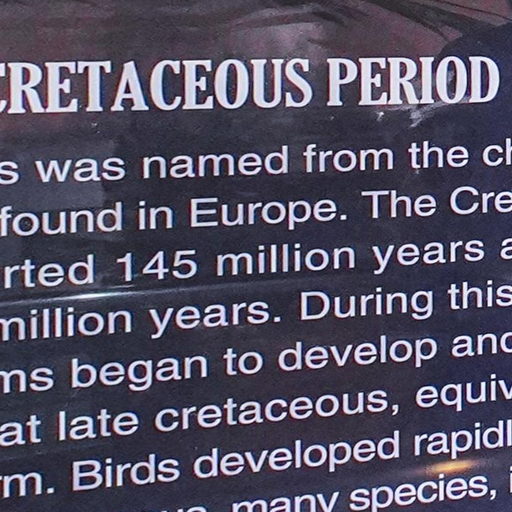 CRETACEOUS PERIOD
s was named from the ch
found in Europe. The Cre
rted 145 million years a
million years. During this
ms began to develop and
at late cretaceous, equiv
rm. Birds developed rapidl
many species,